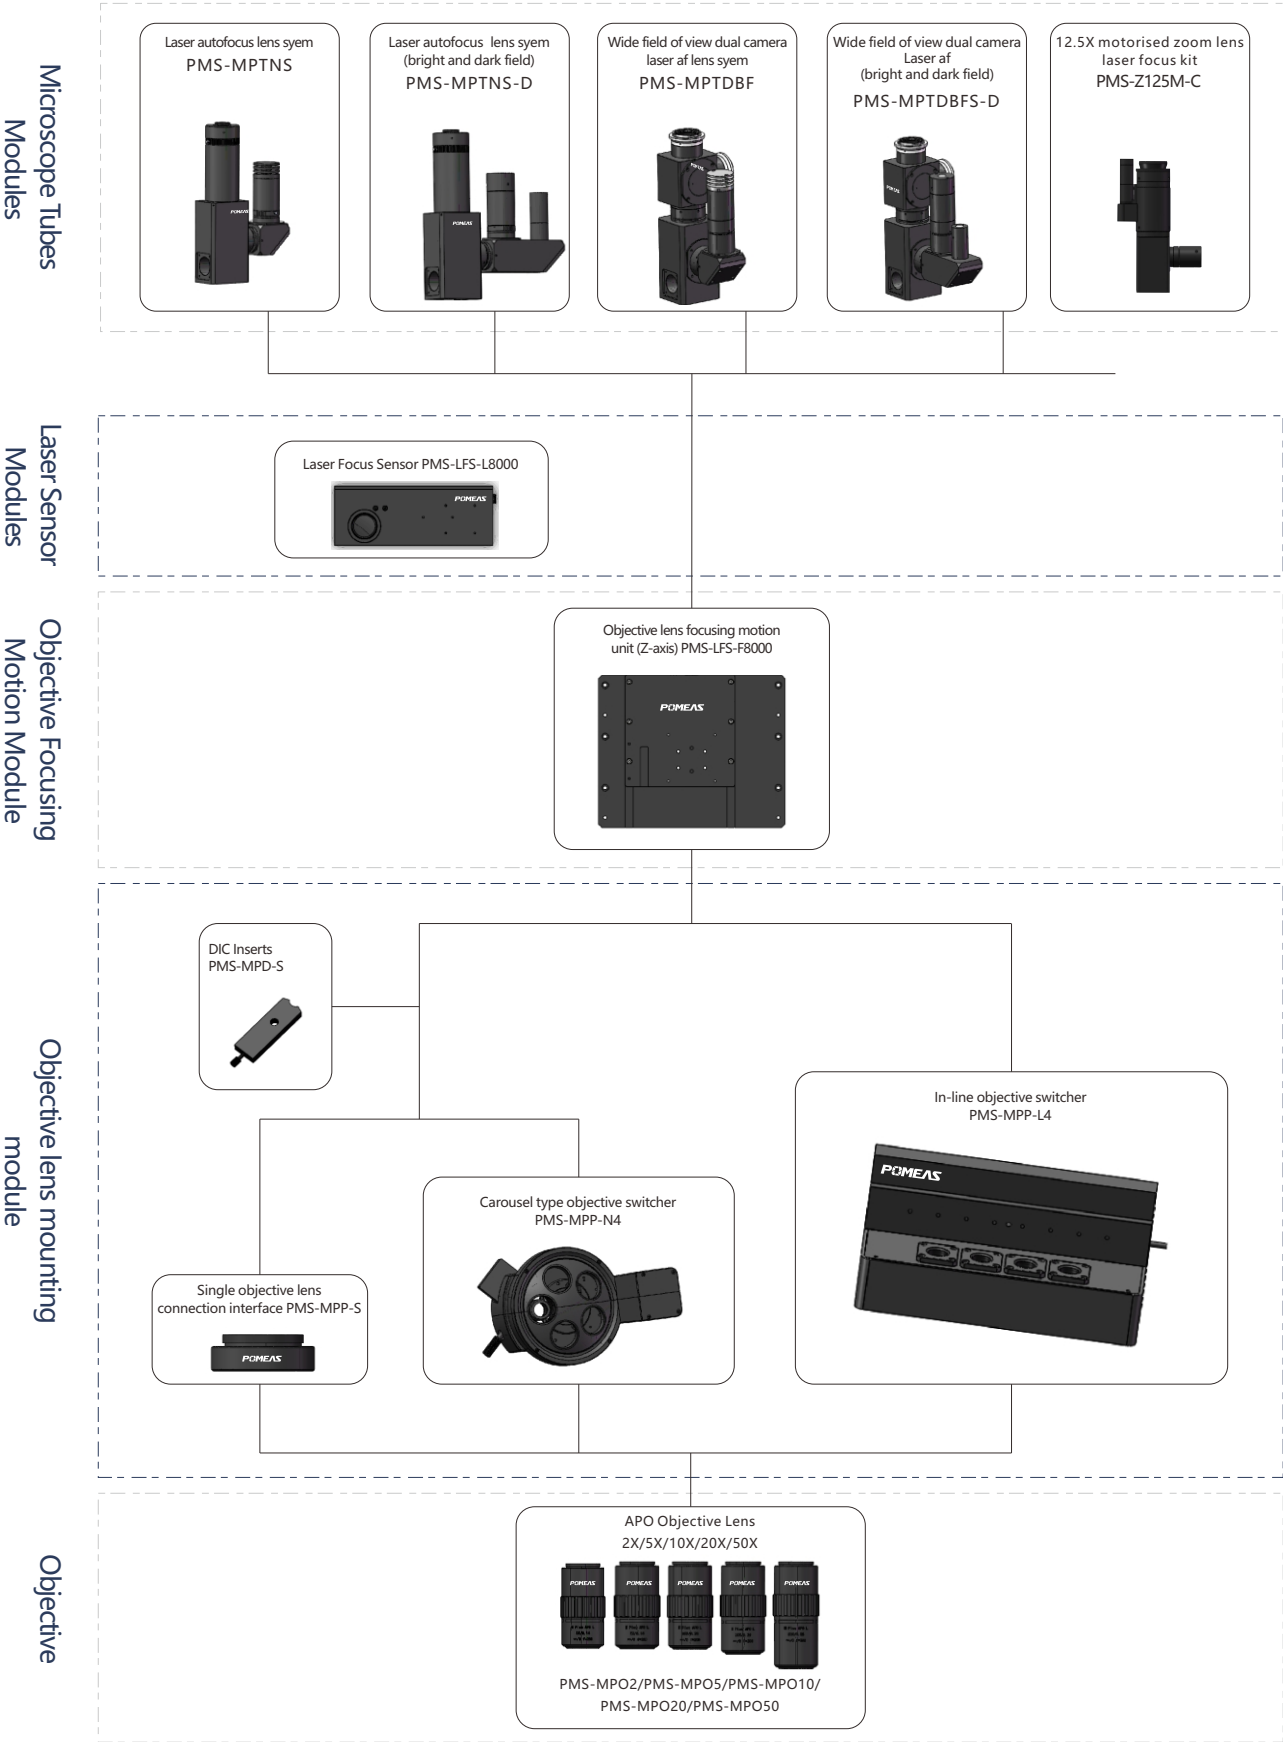 Microscope Tubes
Modules
Laser autofocus lens syem
PMS-MPTNS
POMEAS
Laser autofocus lens syem
(bright and dark field)
PMS-MPTNS-D
POMEAS
Wide field of view dual camera
laser af lens syem
PMS-MPTDBF
Wide field of view dual camera
Laser af
(bright and dark field)
PMS-MPTDBFS-D
POMEAS
12.5X motorised zoom lens
laser focus kit
PMS-Z125M-C
Laser Sensor
Modules
Laser Focus Sensor PMS-LFS-L8000
POMEAS
Objective Focusing
Motion Module
Objective lens focusing motion
unit (Z-axis) PMS-LFS-F8000
POMEAS
Objective lens mounting
module
DIC Inserts
PMS-MPD-S
In-line objective switcher
PMS-MPP-L4
POMEAS
Carousel type objective switcher
PMS-MPP-N4
Single objective lens
connection interface PMS-MPP-S
POMEAS
Objective
APO Objective Lens
2X/5X/10X/20X/50X
POMEAS
POMEAS
POMEAS
POMEAS
POMEAS
PMS-MPO2/PMS-MPO5/PMS-MPO10/
PMS-MPO20/PMS-MPO50